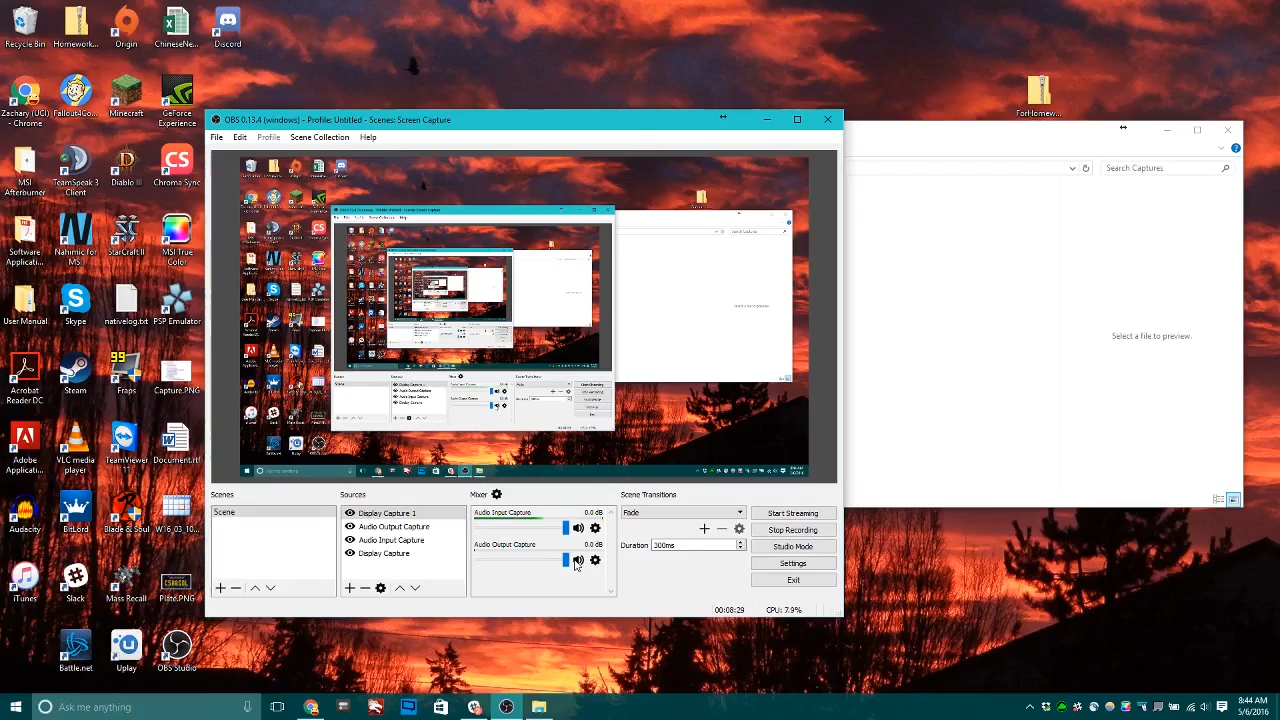 Recycle Bin
Homework...
Origin
ChineseNe...
Discord
Zachary (UCI) - Chrome
Fallout4Go...
Minecraft
GeForce Experience
ForHomew...
MSI Afterburner
TeamSpeak 3 Client
Diablo III
Chroma Sync
Software Applicati...
Nahimic for MSI
StarCraft II
MSI True Color
User Manual
Skype
nativelog.txt
PSP Emulator
Acrobat Reader DC
Steam
99
Fraps
Capture.PNG
Adobe Applicati...
VLC media player
TeamViewer
Document.rtf
Audacity
BitLord
Blade & Soul
W16_03_10...
iTunes
Slack
Mass Recall
Plate.PNG
Battle.net
Uplay
OBS Studio
OBS 0.13.4 (windows) - Profile: Untitled - Scenes: Screen Capture
File Edit Profile Scene Collection Help
Search Captures
Select a file to preview.
Scenes
Scene
Sources
Display Capture 1
Audio Output Capture
Audio Input Capture
Display Capture
Mixer
Audio Input Capture 0.0 dB
Audio Output Capture 0.0 dB
Scene Transitions
Fade
Duration 300ms
Start Streaming
Stop Recording
Studio Mode
Settings
Exit
00:08:29 CPU: 7.9%
Ask me anything
8:44 AM
5/6/2016